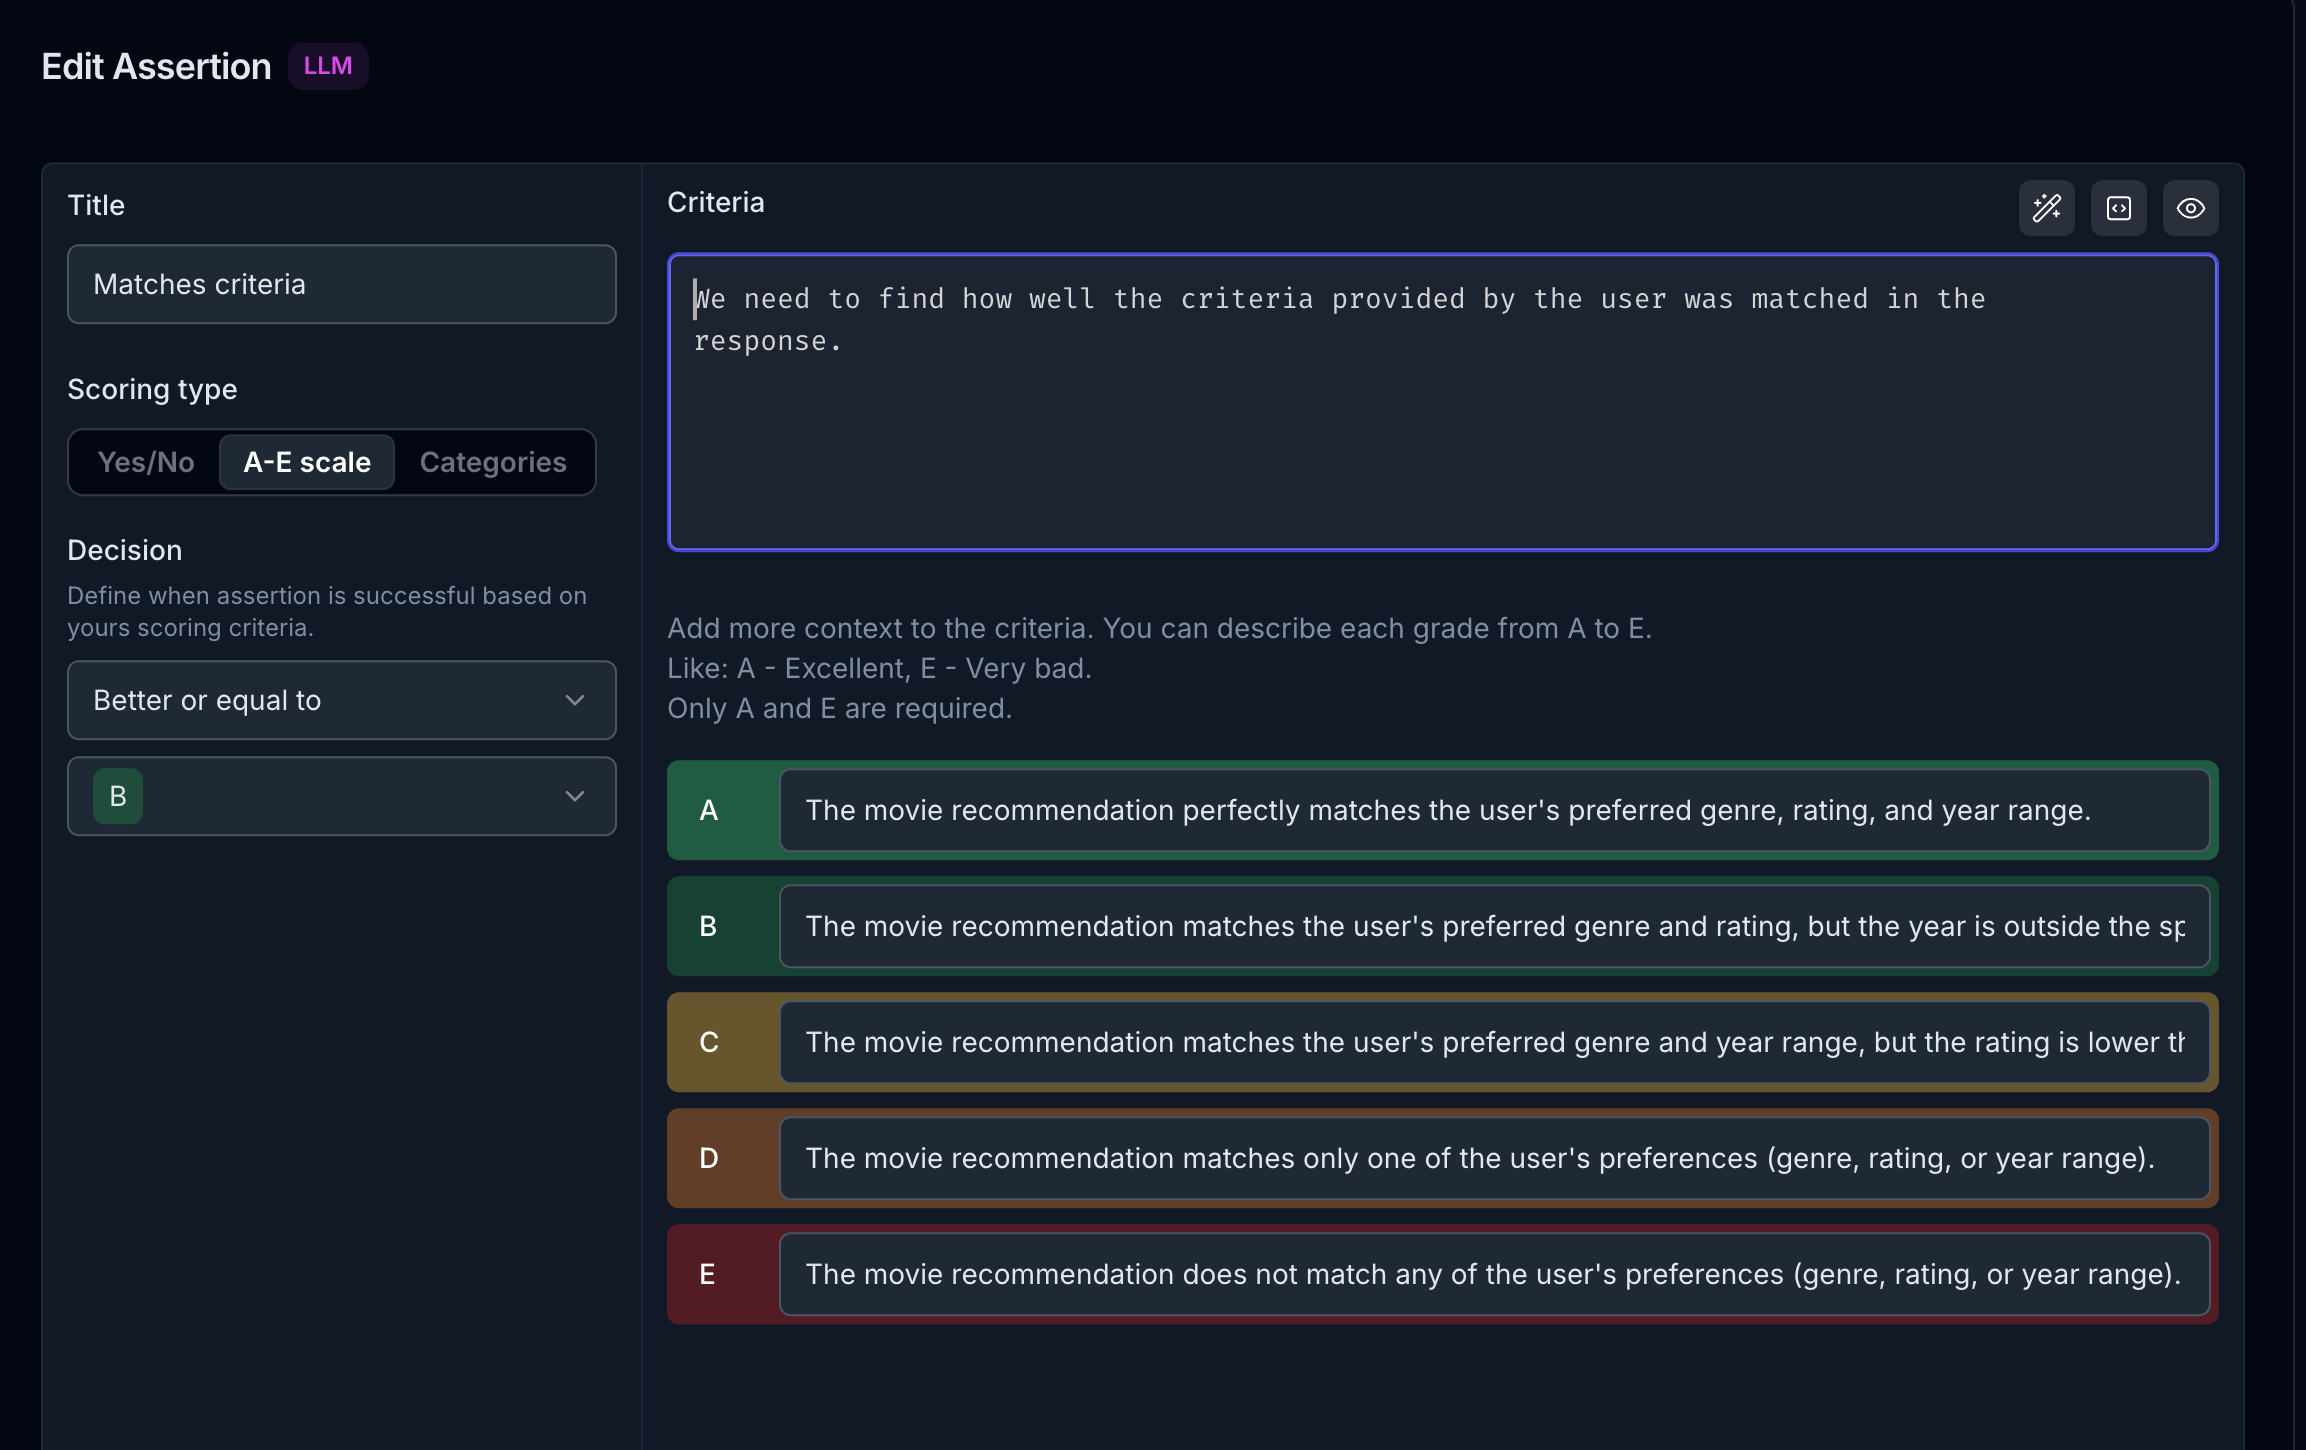 Edit Assertion LLM
Title
Matches criteria
Scoring type
Yes/No A-E scale Categories
Decision
Define when assertion is successful based on
yours scoring criteria.
Better or equal to
B
Criteria
We need to find how well the criteria provided by the user was matched in the
response.
Add more context to the criteria. You can describe each grade from A to E.
Like: A - Excellent, E - Very bad.
Only A and E are required.
A The movie recommendation perfectly matches the user's preferred genre, rating, and year range.
B The movie recommendation matches the user's preferred genre and rating, but the year is outside the sp
C The movie recommendation matches the user's preferred genre and year range, but the rating is lower th
D The movie recommendation matches only one of the user's preferences (genre, rating, or year range).
E The movie recommendation does not match any of the user's preferences (genre, rating, or year range).